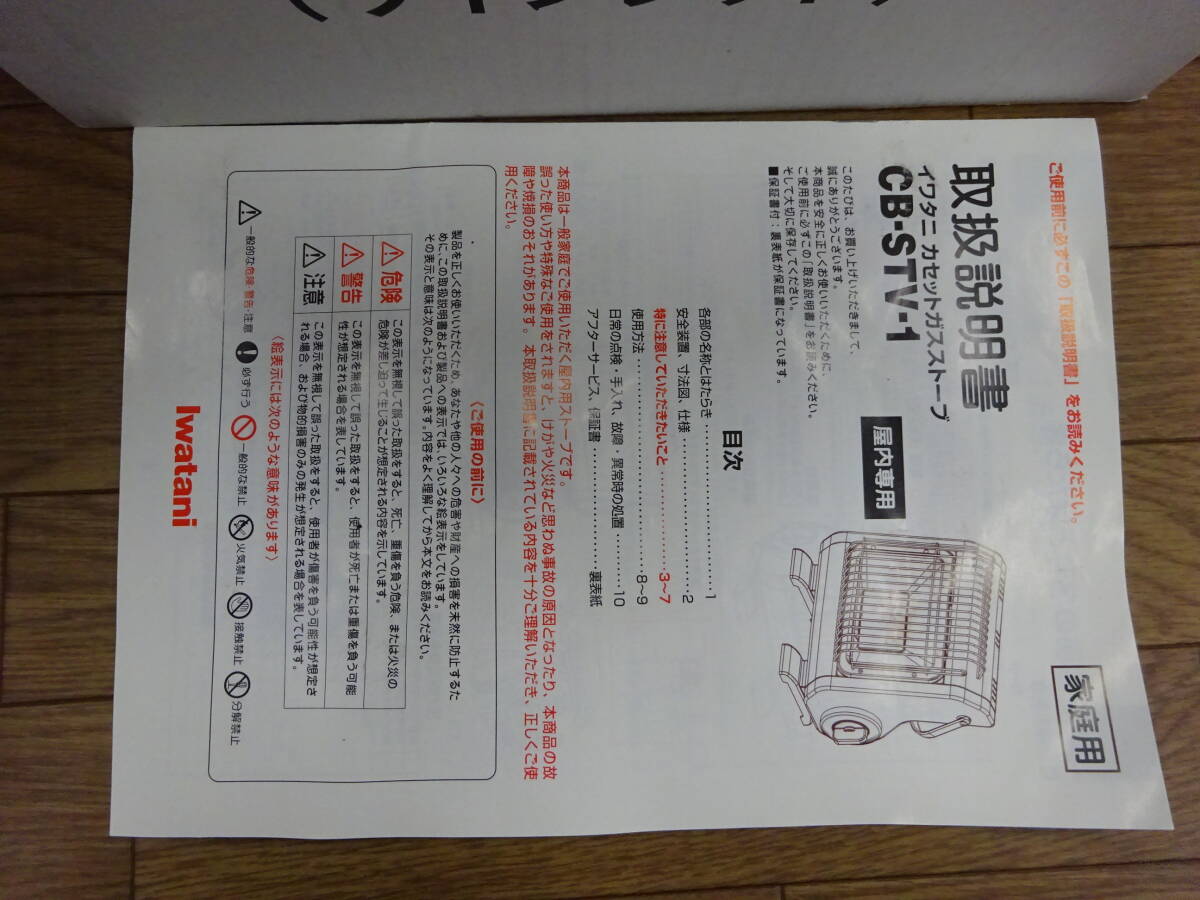 ご使用前に必ずこの「取扱説明書」をお読みください。
家庭用
取扱説明書
イワタニ カセットガスストーブ
CB-STV-1
屋内専用
このたびは、お買い上げいただきまして、
誠にありがとうございます。
本商品を安全に正しくお使いいただくために、
ご使用前に必ずこの「取扱説明書」をお読みください。
そして大切に保存してください。
■保証書付：裏表紙が保証書になっています。
目次
各部の名称とはたらき……………………1
安全装置、寸法図、仕様…………………2
特に注意していただきたいこと…………3〜7
使用方法……………………………………8〜9
日常の点検・手入れ、故障・異常時の処置…………10
アフターサービス、保証書………………裏表紙
本商品は一般家庭でご使用いただく屋内用ストーブです。
誤った使い方や特殊なご使用をされますと、けがや火災など思わぬ事故の原因となったり、本商品の故
障や焼損のおそれがあります。本取扱説明書に記載されている内容を十分ご理解いただき、正しくご使
用ください。
〈ご使用の前に〉
製品を正しくお使いいただくため、あなたや他の人々への危害や財産への損害を未然に防止するた
めに、この取扱説明書および製品への表示では、いろいろな絵表示をしています。
その表示と意味は次のようになっています。内容をよく理解してから本文をお読みください。
危険 この表示を無視して誤った取扱をすると、死亡、重傷を負う危険、または火災の
危険が差し迫って生じることが想定される内容を示しています。
警告 この表示を無視して誤った取扱をすると、使用者が死亡または重傷を負う可能
性が想定される場合を表しています。
注意 この表示を無視して誤った取扱をすると、使用者が傷害を負う可能性が想定さ
れる場合、および物的損害のみの発生が想定される場合を表しています。
〈絵表示には次のような意味があります〉
一般的な危険・警告・注意 必ず行う 一般的な禁止 火気禁止 接触禁止 分解禁止
Iwatani